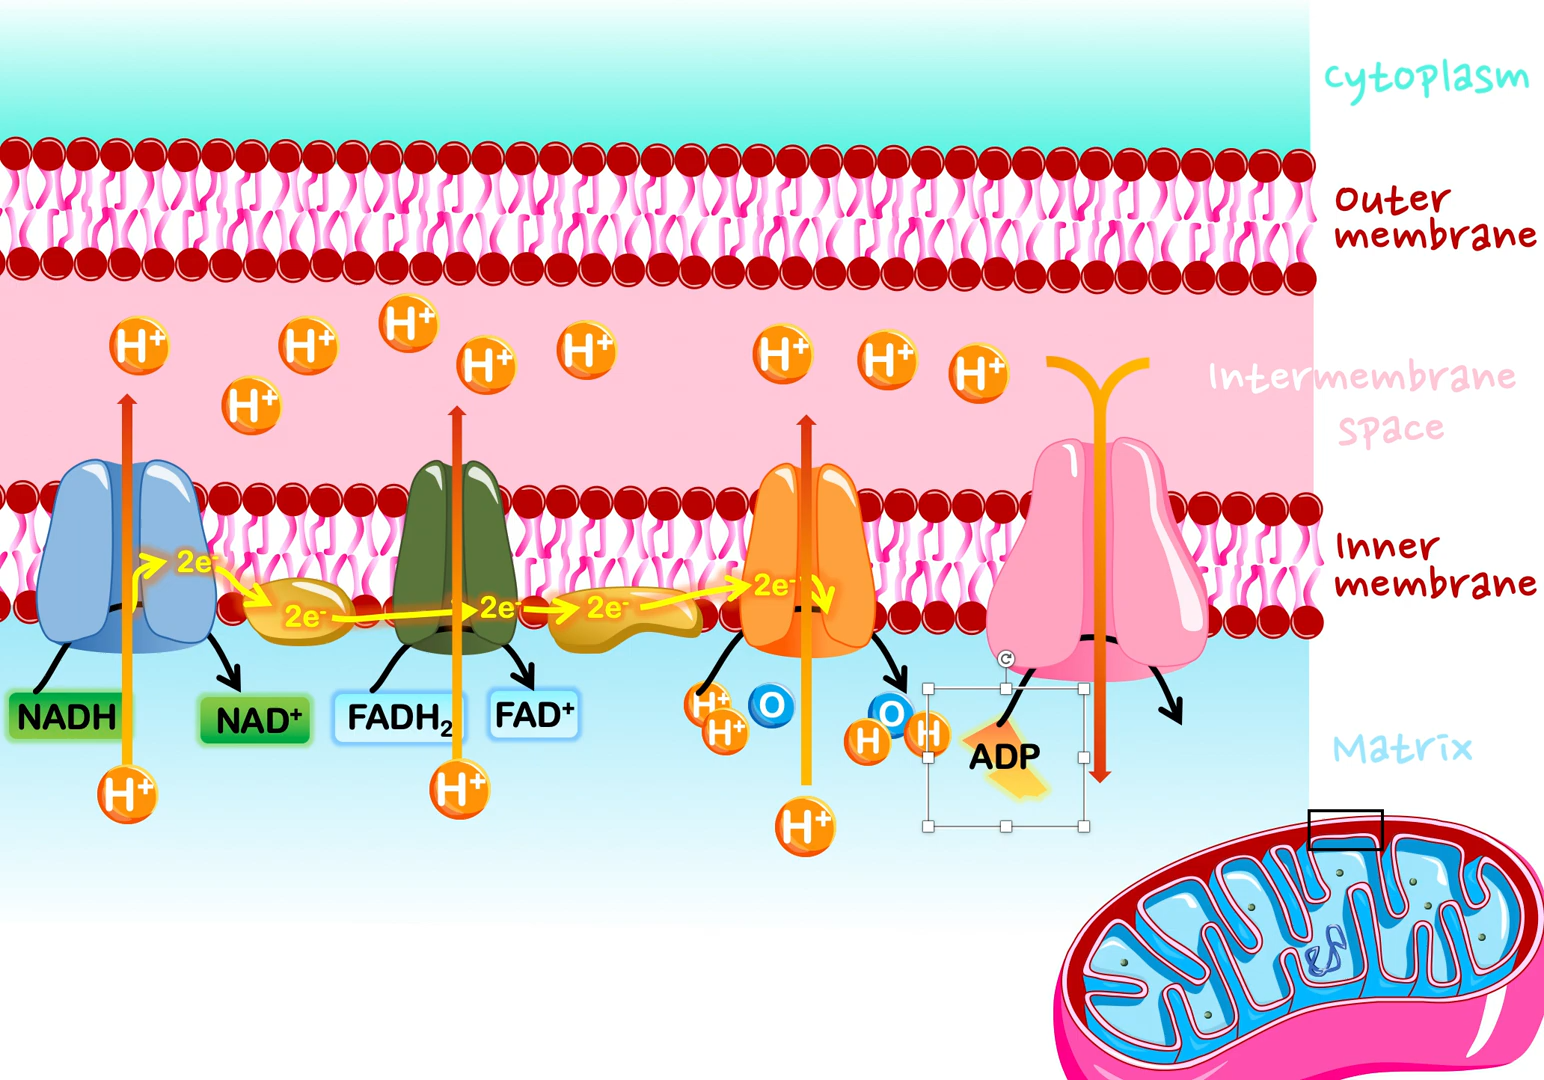 cytoplasm
Outer
membrane
H⁺
H⁺
H⁺
H⁺
H⁺
H⁺
H⁺
H⁺
H⁺
Intermembrane
space
Inner
membrane
2e⁻
2e⁻
2e⁻
2e⁻
2e⁻
NADH
NAD⁺
FADH₂
FAD⁺
H⁺
H⁺
O
O
H
H
ADP
Matrix
H⁺
H⁺
H⁺